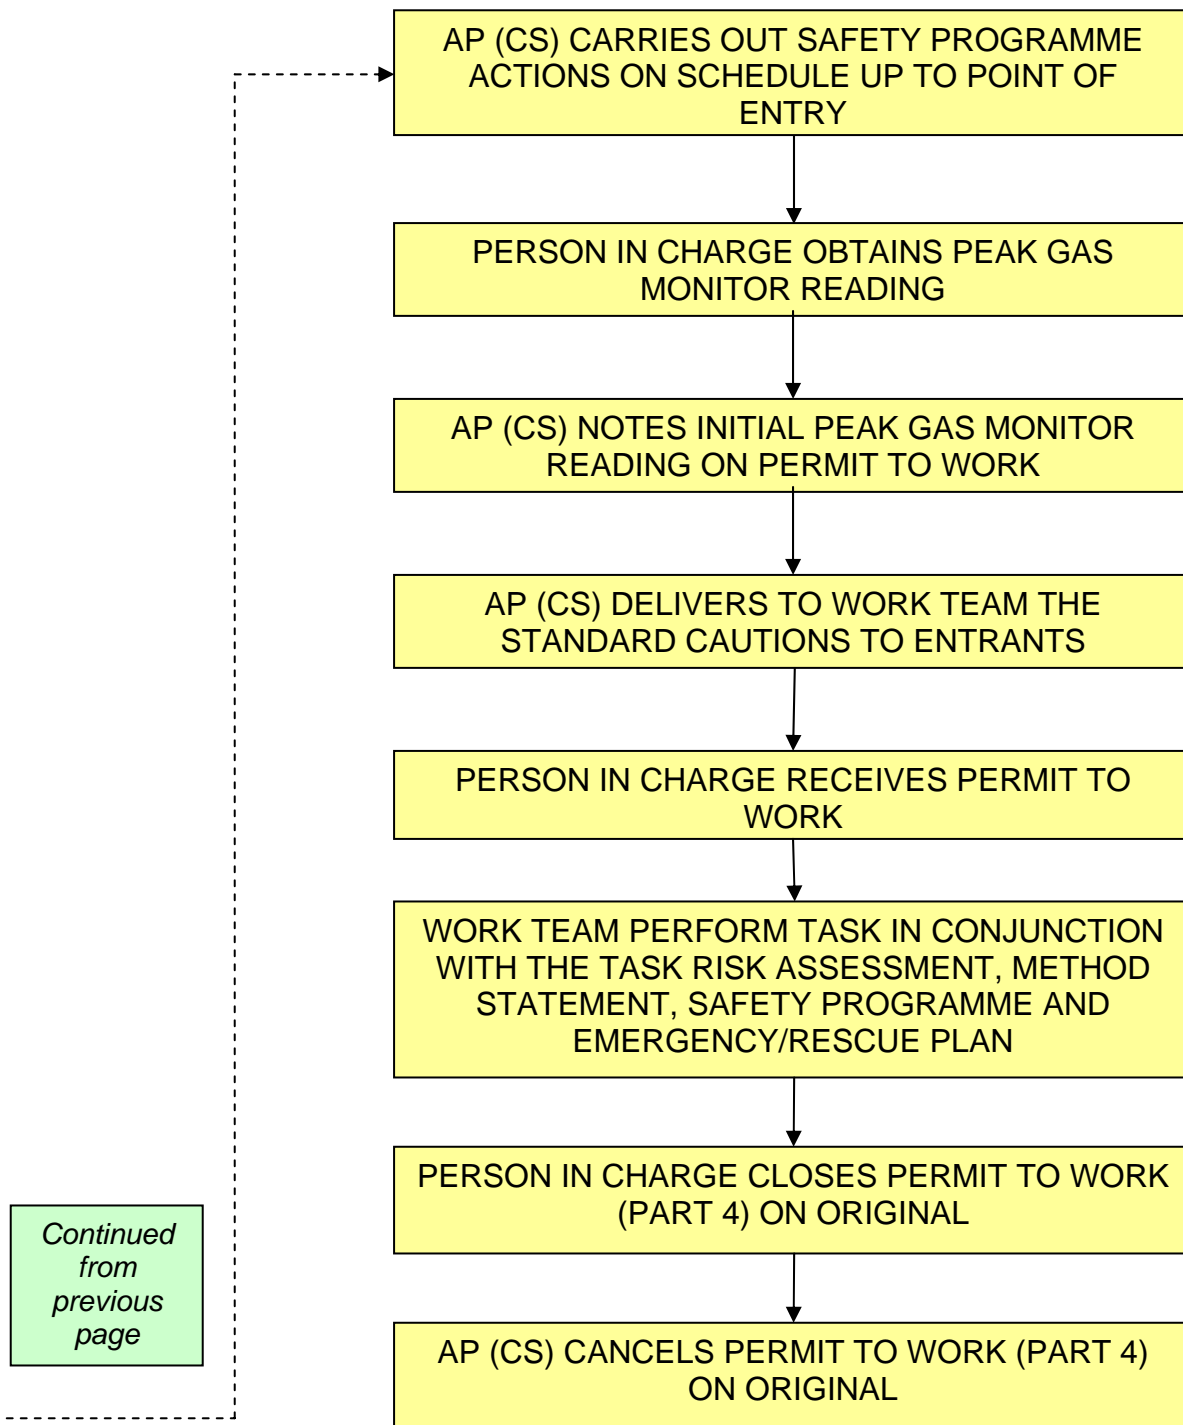 AP (CS) CARRIES OUT SAFETY PROGRAMME
ACTIONS ON SCHEDULE UP TO POINT OF
ENTRY
PERSON IN CHARGE OBTAINS PEAK GAS
MONITOR READING
AP (CS) NOTES INITIAL PEAK GAS MONITOR
READING ON PERMIT TO WORK
AP (CS) DELIVERS TO WORK TEAM THE
STANDARD CAUTIONS TO ENTRANTS
PERSON IN CHARGE RECEIVES PERMIT TO
WORK
WORK TEAM PERFORM TASK IN CONJUNCTION
WITH THE TASK RISK ASSESSMENT, METHOD
STATEMENT, SAFETY PROGRAMME AND
EMERGENCY/RESCUE PLAN
PERSON IN CHARGE CLOSES PERMIT TO WORK
(PART 4) ON ORIGINAL
Continued
from
previous
page
AP (CS) CANCELS PERMIT TO WORK (PART 4)
ON ORIGINAL